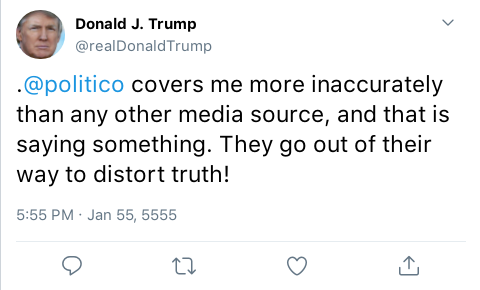 Donald J. Trump
@realDonaldTrump
.@politico covers me more inaccurately
than any other media source, and that is
saying something. They go out of their
way to distort truth!
5:55 PM · Jan 55, 5555